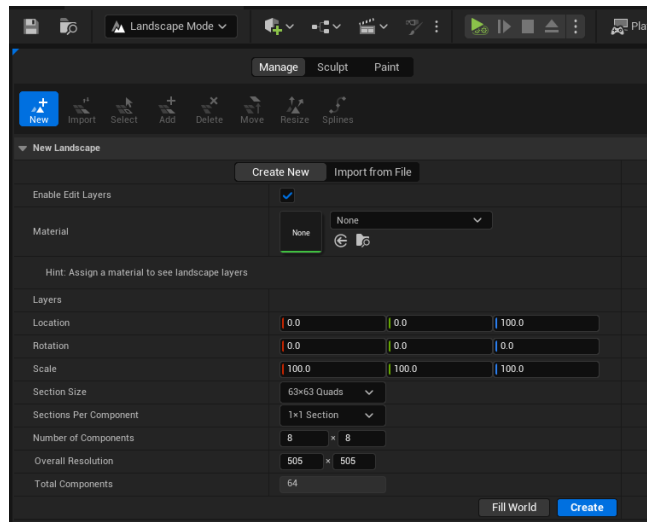 Landscape Mode
Pla
Manage Sculpt Paint
New Import Select Add Delete Move Resize Splines
New Landscape
Create New Import from File
Enable Edit Layers
Material None None
Hint: Assign a material to see landscape layers
Layers
Location 0.0 0.0 100.0
Rotation 0.0 0.0 0.0
Scale 100.0 100.0 100.0
Section Size 63×63 Quads
Sections Per Component 1×1 Section
Number of Components 8 × 8
Overall Resolution 505 × 505
Total Components 64
Fill World Create